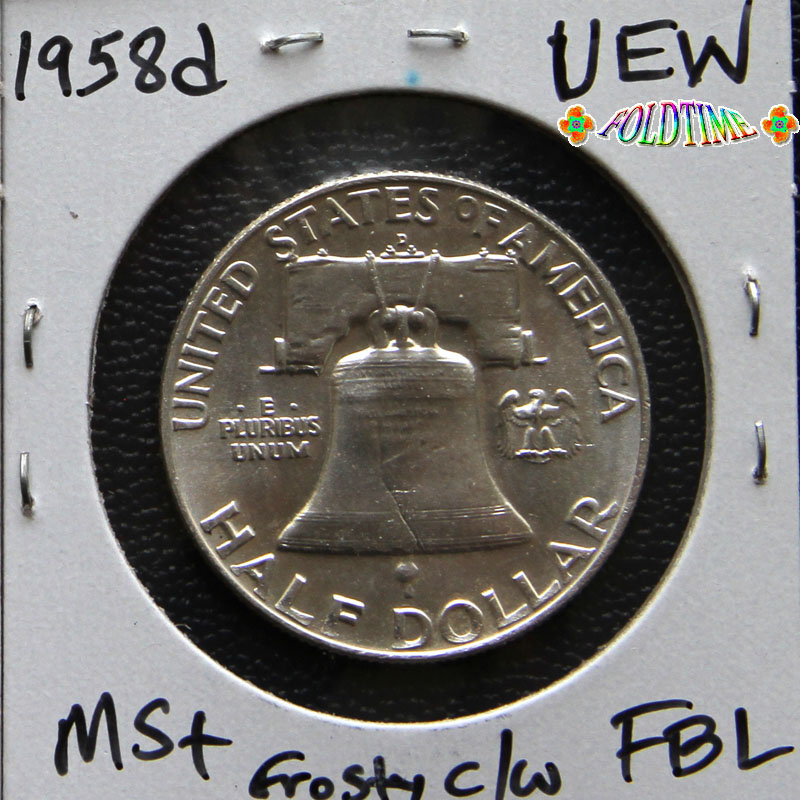 1958d UEW
FOLDTIME
UNITED STATES OF AMERICA
D
· E ·
PLURIBUS
UNUM
HALF DOLLAR
MS+ Frosty c/w FBL